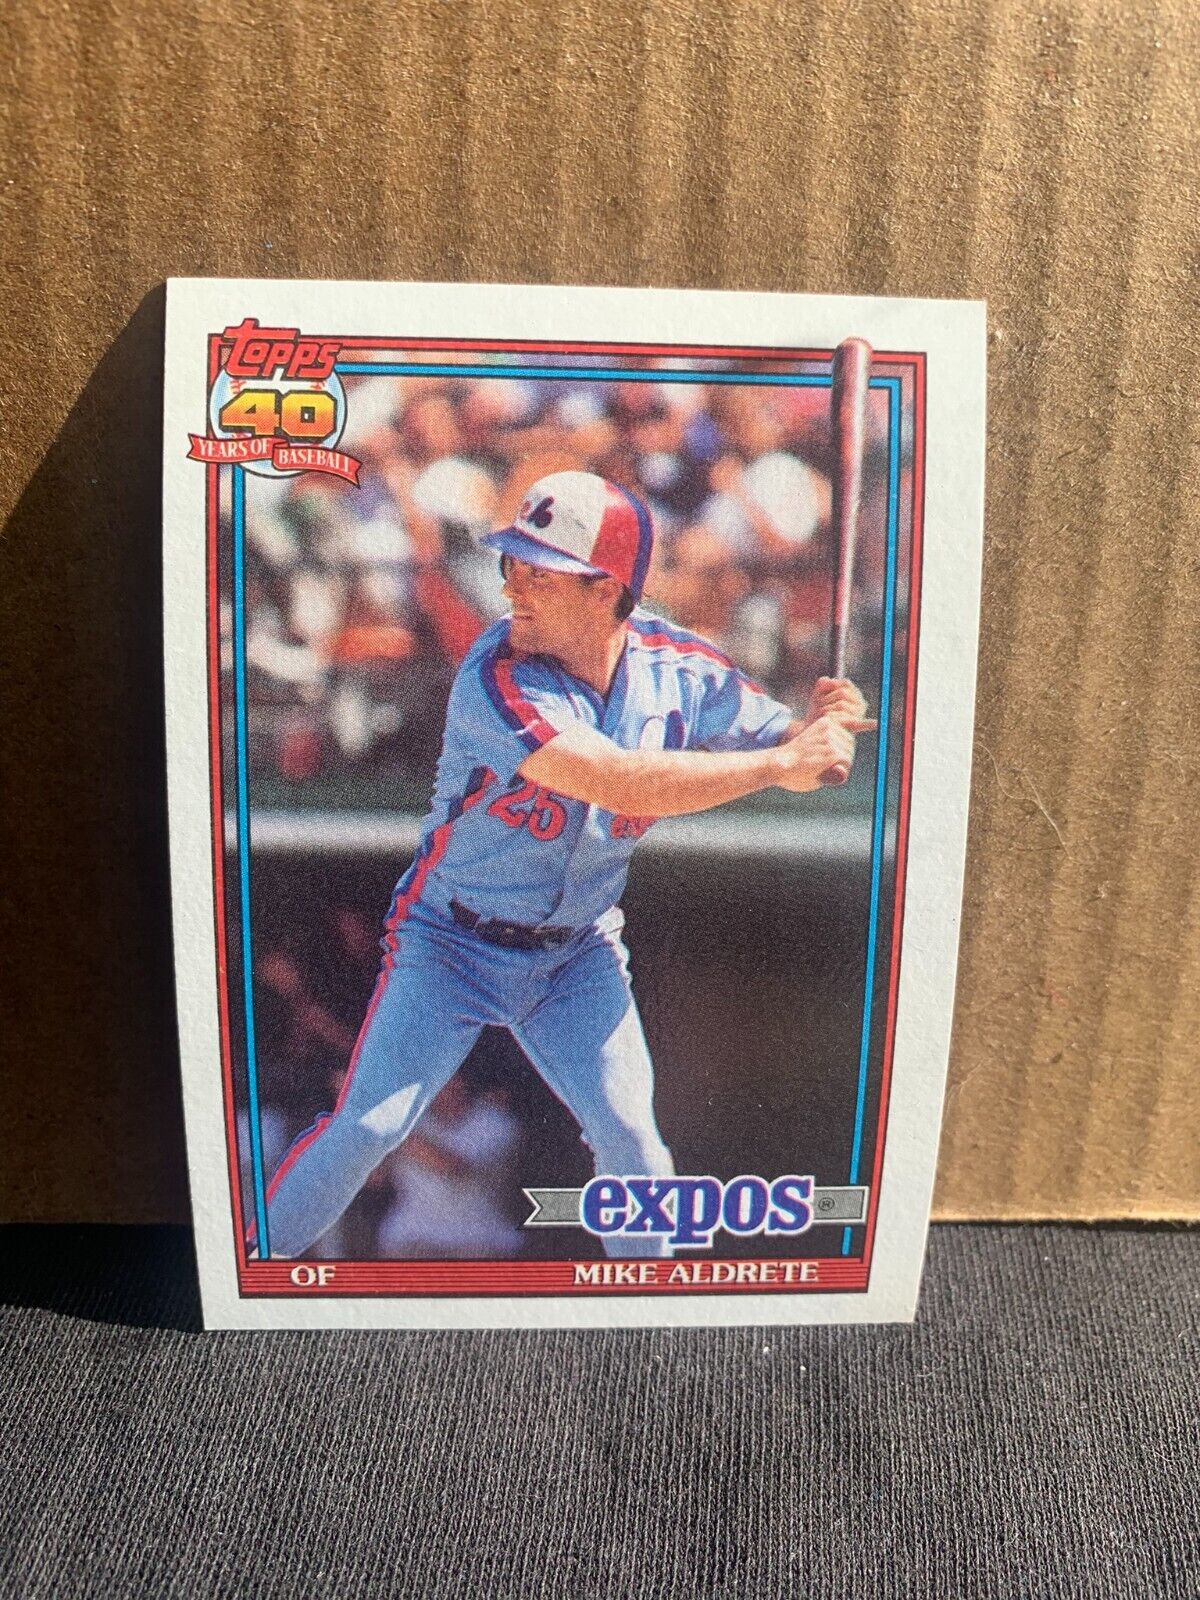 TOPPS
40
YEARS OF BASEBALL
25
expos ®
OF MIKE ALDRETE